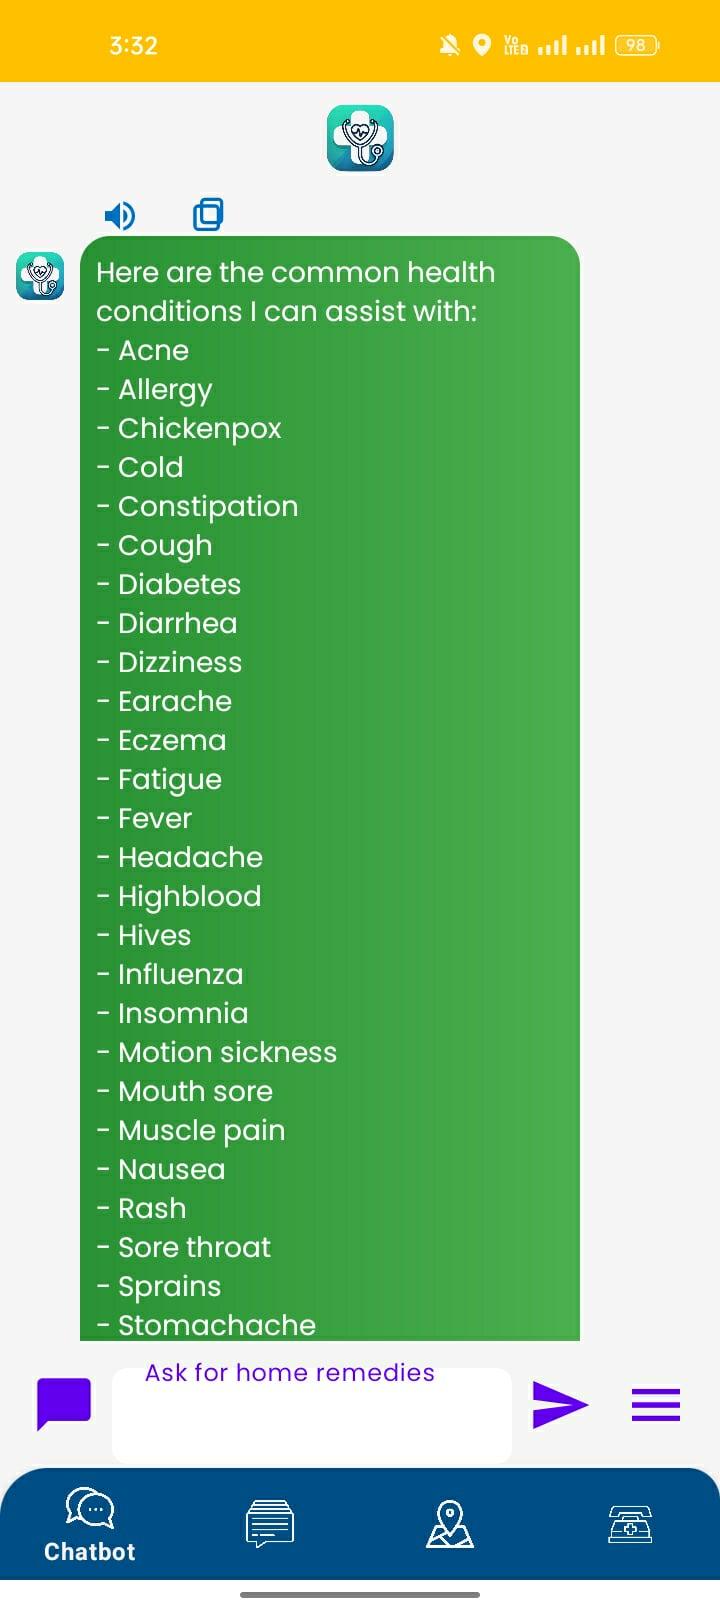 3:32
Vo
LTE2
98
Here are the common health
conditions I can assist with:
- Acne
- Allergy
- Chickenpox
- Cold
- Constipation
- Cough
- Diabetes
- Diarrhea
- Dizziness
- Earache
- Eczema
- Fatigue
- Fever
- Headache
- Highblood
- Hives
- Influenza
- Insomnia
- Motion sickness
- Mouth sore
- Muscle pain
- Nausea
- Rash
- Sore throat
- Sprains
- Stomachache
Ask for home remedies
Chatbot